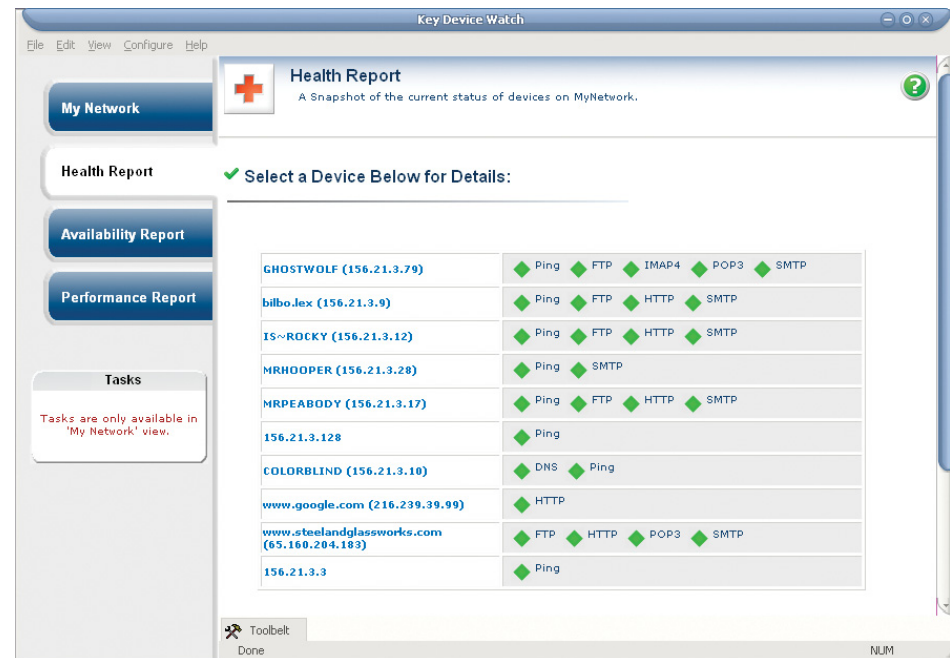 Key Device Watch
File Edit View Configure Help
Health Report
A Snapshot of the current status of devices on MyNetwork.
?
My Network
Health Report
Availability Report
Performance Report
Tasks
Tasks are only available in
'My Network' view.
Select a Device Below for Details:
GHOSTWOLF (156.21.3.79) Ping FTP IMAP4 POP3 SMTP
bilbo.lex (156.21.3.9) Ping FTP HTTP SMTP
IS~ROCKY (156.21.3.12) Ping FTP HTTP SMTP
MRHOOPER (156.21.3.28) Ping SMTP
MRPEABODY (156.21.3.17) Ping FTP HTTP SMTP
156.21.3.128 Ping
COLORBLIND (156.21.3.10) DNS Ping
www.google.com (216.239.39.99) HTTP
www.steelandglassworks.com
(65.160.204.183) FTP HTTP POP3 SMTP
156.21.3.3 Ping
Toolbelt
Done NUM